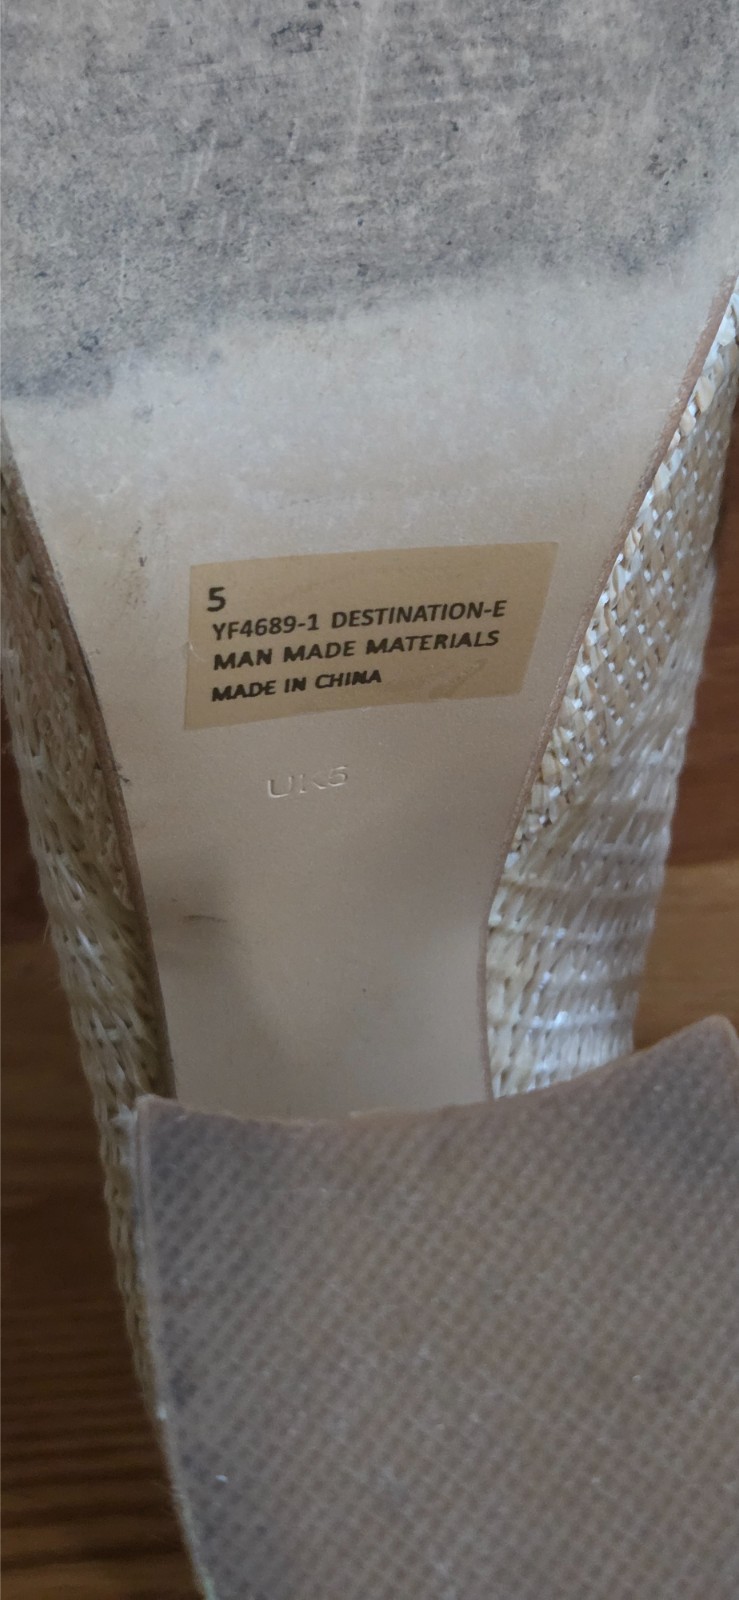 5
YF4689-1 DESTINATION-E
MAN MADE MATERIALS
MADE IN CHINA
UK5